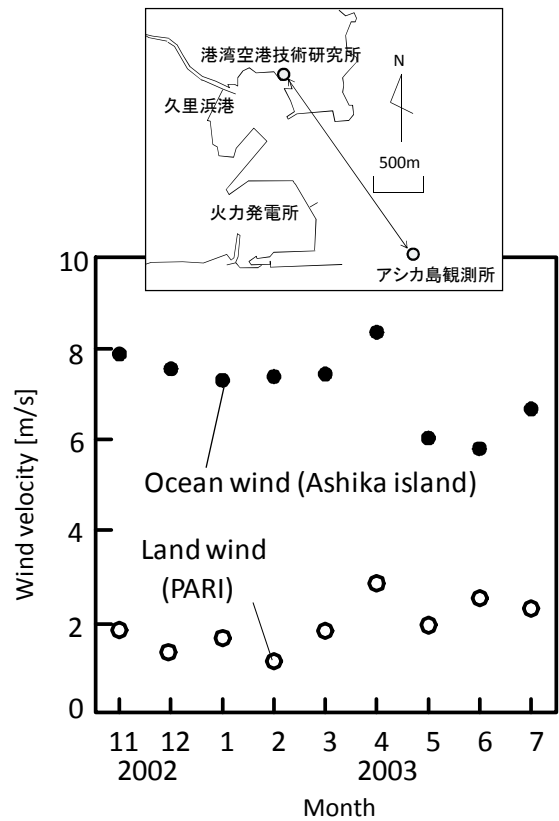 港湾空港技術研究所
N
久里浜港
500m
火力発電所
アシカ島観測所
10
8
6
4
2
0
Wind velocity [m/s]
Ocean wind (Ashika island)
Land wind
(PARI)
11 12 1 2 3 4 5 6 7
2002 2003
Month